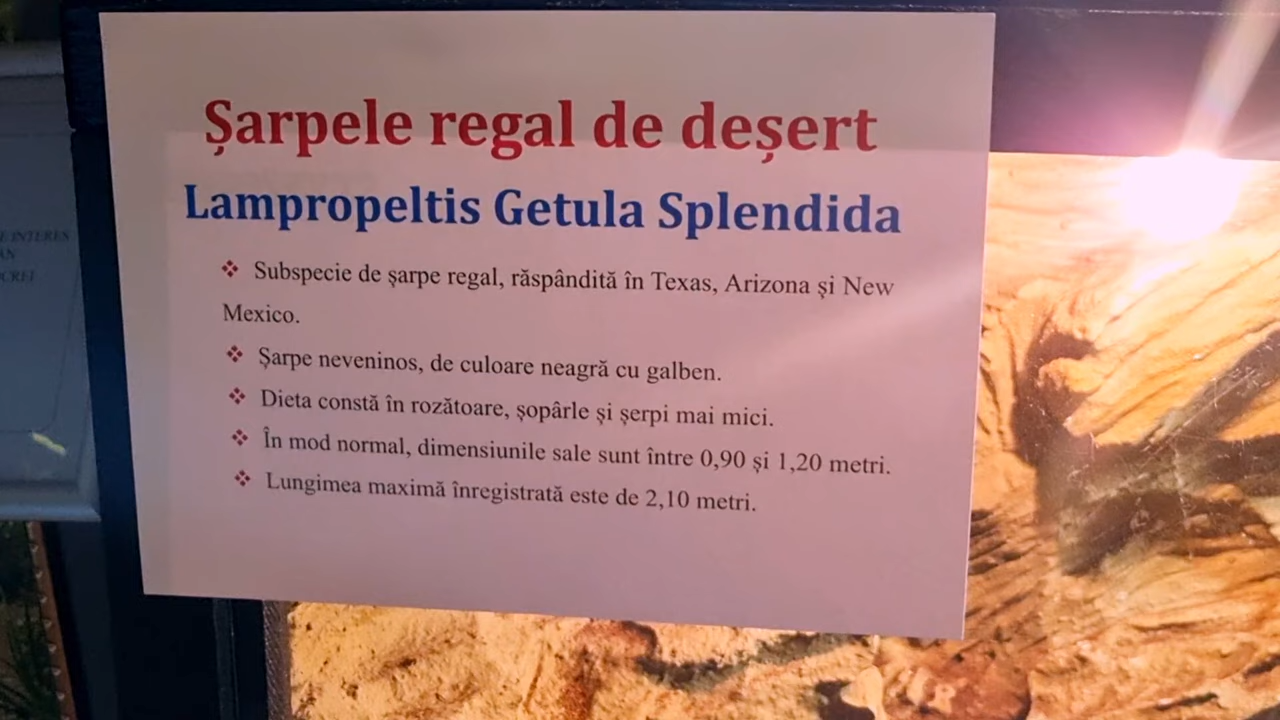 Șarpele regal de deșert
Lampropeltis Getula Splendida
❖ Subspecie de șarpe regal, răspândită în Texas, Arizona și New
Mexico.
❖ Șarpe neveninos, de culoare neagră cu galben.
❖ Dieta constă în rozătoare, șopârle și șerpi mai mici.
❖ În mod normal, dimensiunile sale sunt între 0,90 și 1,20 metri.
❖ Lungimea maximă înregistrată este de 2,10 metri.
INTERES